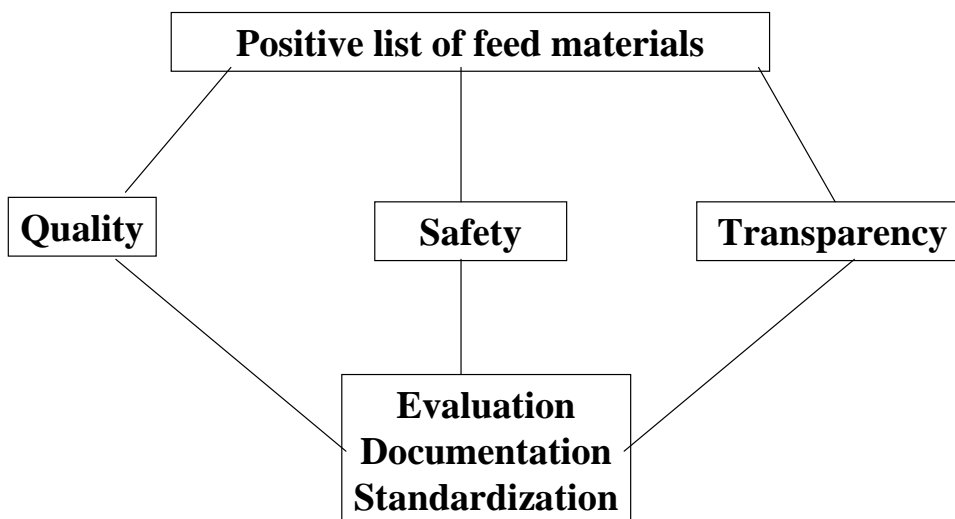 Positive list of feed materials
Quality
Safety
Transparency
Evaluation
Documentation
Standardization